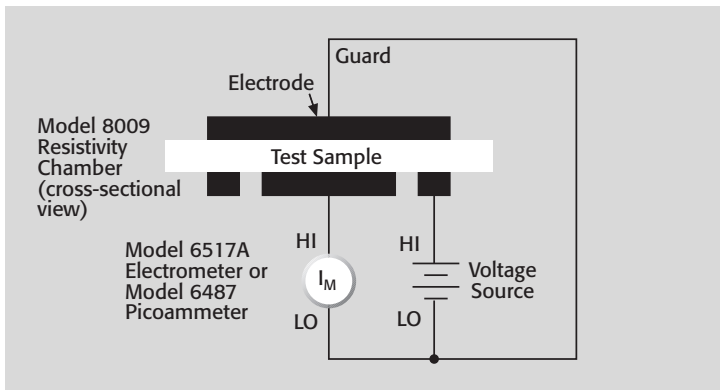 Guard
Electrode
Model 8009
Resistivity
Chamber
(cross-sectional
view)
Test Sample
Model 6517A
Electrometer or
Model 6487
Picoammeter
HI
IM
LO
HI
Voltage
Source
LO